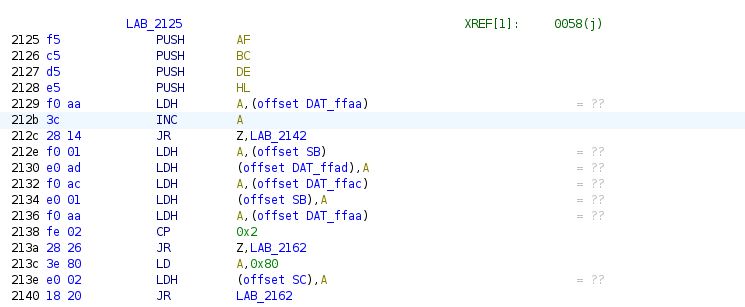 LAB_2125 XREF[1]: 0058(j)
2125 f5 PUSH AF
2126 c5 PUSH BC
2127 d5 PUSH DE
2128 e5 PUSH HL
2129 f0 aa LDH A,(offset DAT_ffaa) = ??
212b 3c INC A
212c 28 14 JR Z,LAB_2142
212e f0 01 LDH A,(offset SB) = ??
2130 e0 ad LDH (offset DAT_ffad),A = ??
2132 f0 ac LDH A,(offset DAT_ffac) = ??
2134 e0 01 LDH (offset SB),A = ??
2136 f0 aa LDH A,(offset DAT_ffaa) = ??
2138 fe 02 CP 0x2
213a 28 26 JR Z,LAB_2162
213c 3e 80 LD A,0x80
213e e0 02 LDH (offset SC),A = ??
2140 18 20 JR LAB_2162